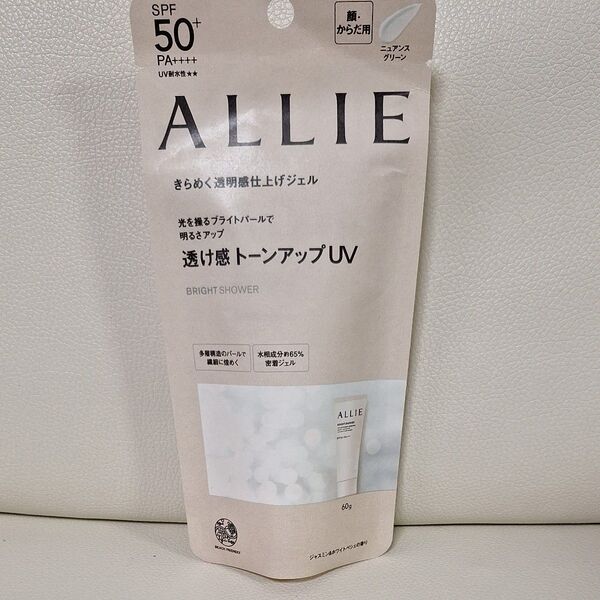 SPF
50+
PA++++
UV耐水性★★
顔・
からだ用
ニュアンス
グリーン
ALLIE
きらめく透明感仕上げジェル
光を操るブライトパールで
明るさアップ
透け感トーンアップUV
BRIGHT SHOWER
多層構造のパールで
繊細に煌めく
水相成分約65%
密着ジェル
ALLIE
60g
BEACH FRIENDLY
ジャスミン&ホワイトペシェの香り